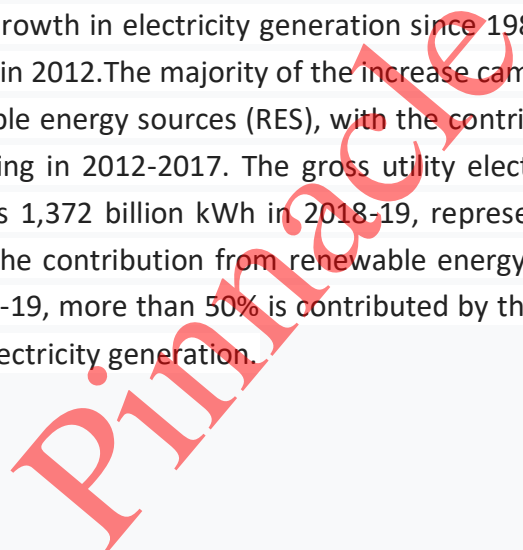 rowth in electricity generation since 198
in 2012.The majority of the increase cam
ble energy sources (RES), with the contri
ing in 2012-2017. The gross utility elect
s 1,372 billion kWh in 2018-19, represe
he contribution from renewable energy
-19, more than 50% is contributed by th
ectricity generation.
Pinnacle